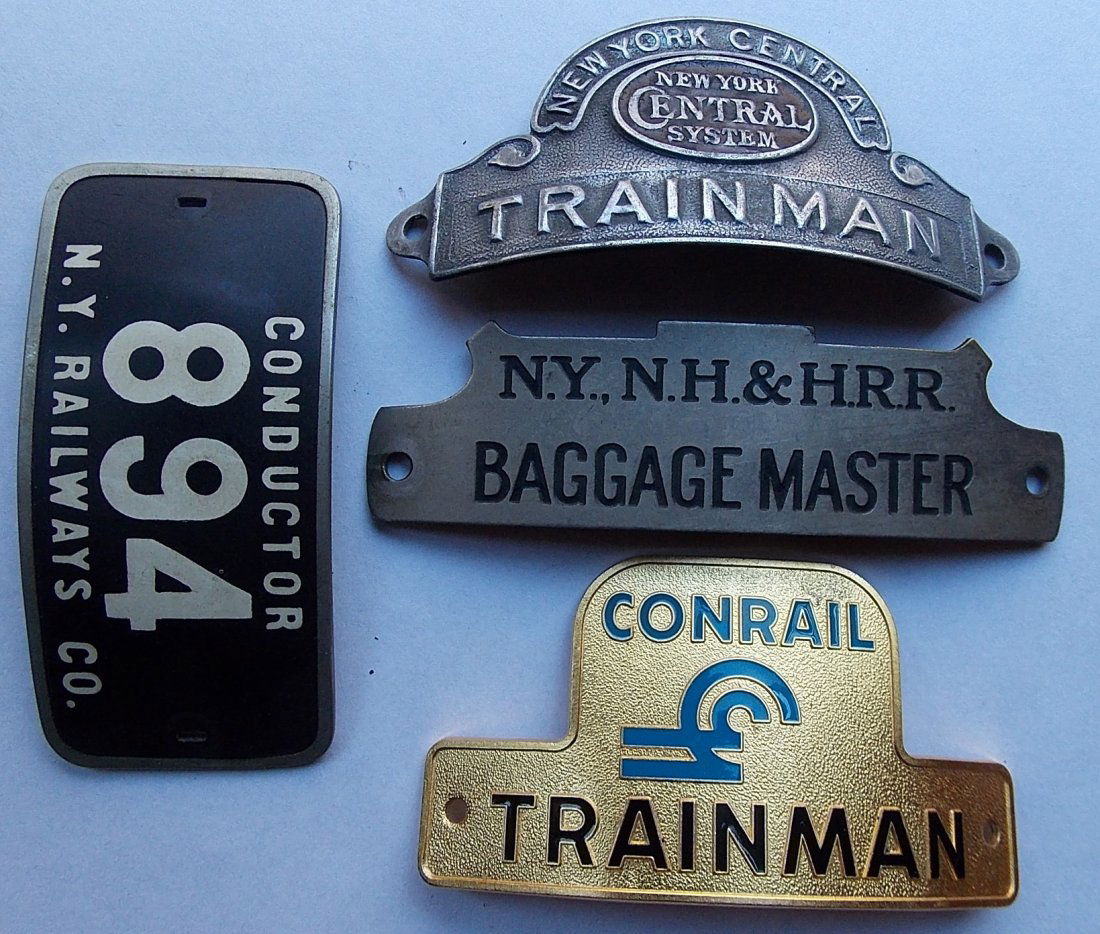 CONDUCTOR
894
N.Y. RAILWAYS CO.
NEW YORK CENTRAL
NEW YORK
CENTRAL
SYSTEM
TRAINMAN
N.Y., N.H. & H.R.R.
BAGGAGE MASTER
CONRAIL
TRAINMAN